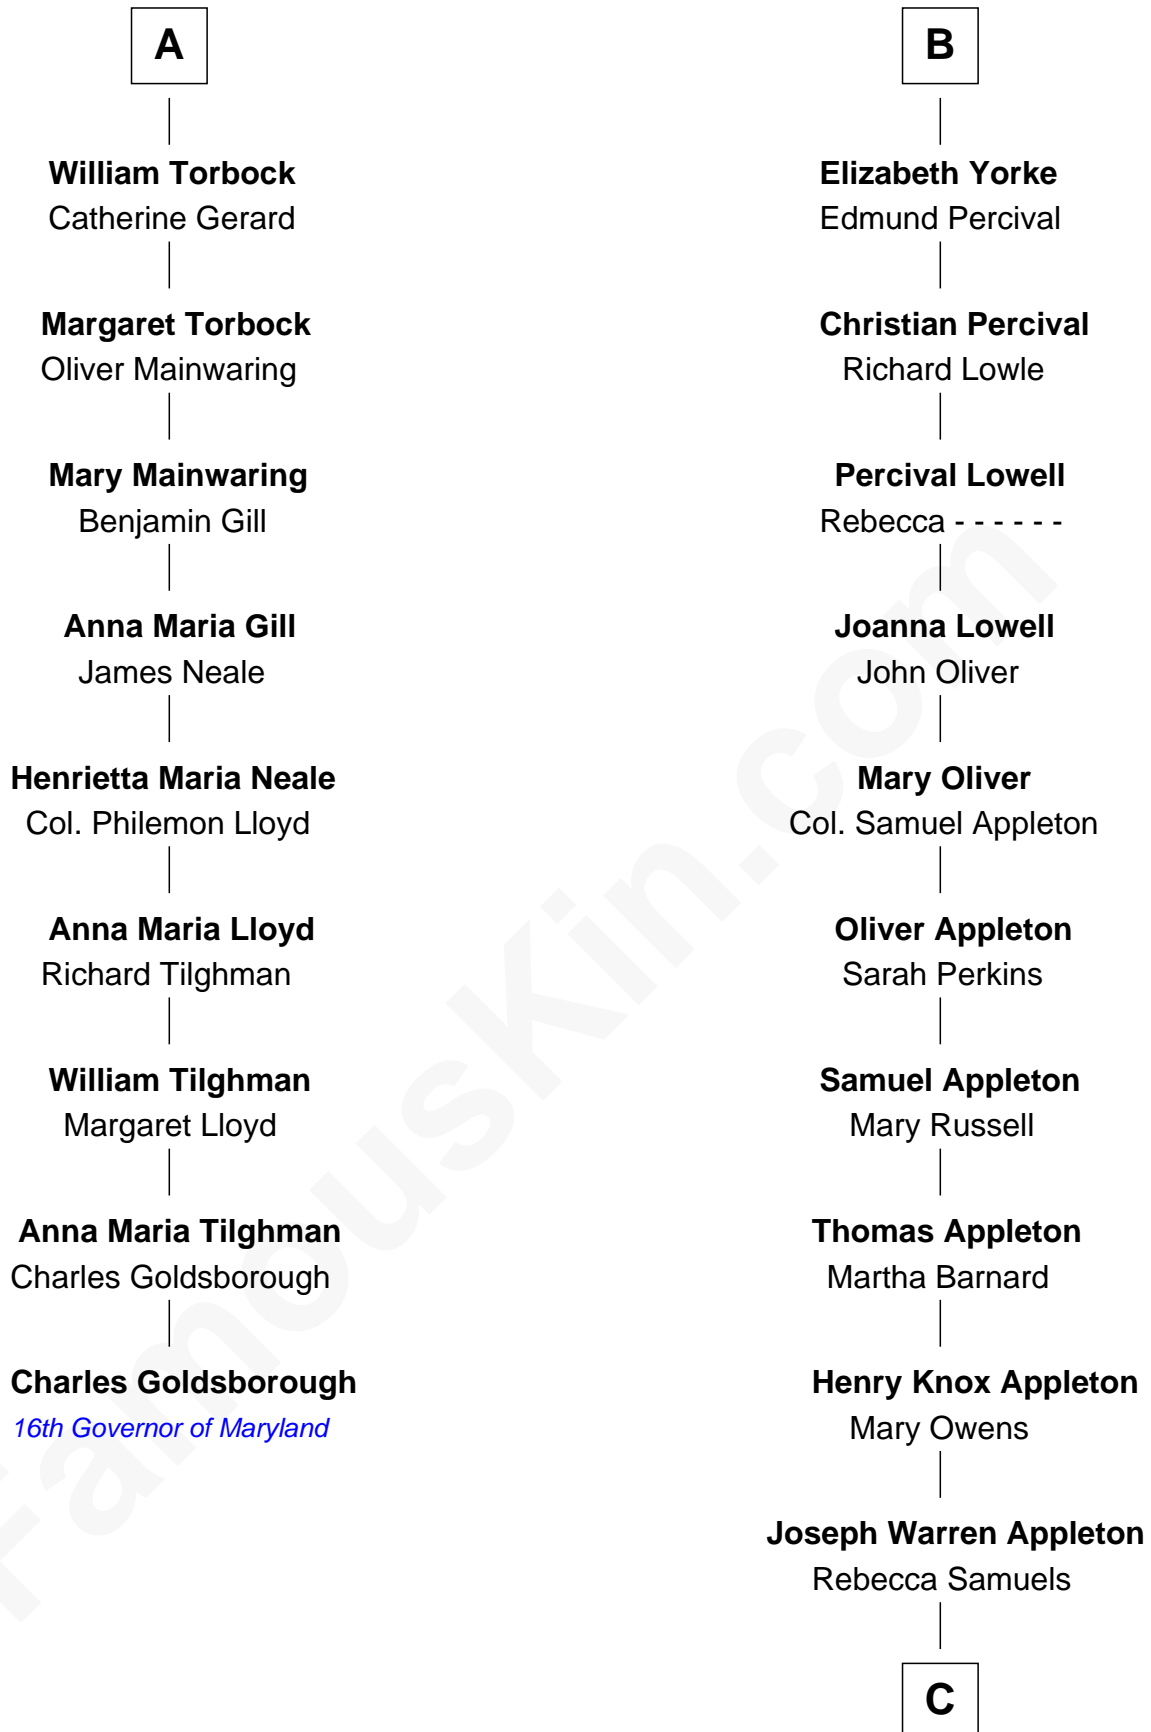 A
William Torbock
Catherine Gerard
Margaret Torbock
Oliver Mainwaring
Mary Mainwaring
Benjamin Gill
Anna Maria Gill
James Neale
Henrietta Maria Neale
Col. Philemon Lloyd
Anna Maria Lloyd
Richard Tilghman
William Tilghman
Margaret Lloyd
Anna Maria Tilghman
Charles Goldsborough
Charles Goldsborough
16th Governor of Maryland
B
Elizabeth Yorke
Edmund Percival
Christian Percival
Richard Lowle
Percival Lowell
Rebecca - - - - - -
Joanna Lowell
John Oliver
Mary Oliver
Col. Samuel Appleton
Oliver Appleton
Sarah Perkins
Samuel Appleton
Mary Russell
Thomas Appleton
Martha Barnard
Henry Knox Appleton
Mary Owens
Joseph Warren Appleton
Rebecca Samuels
C
FamousKin.com